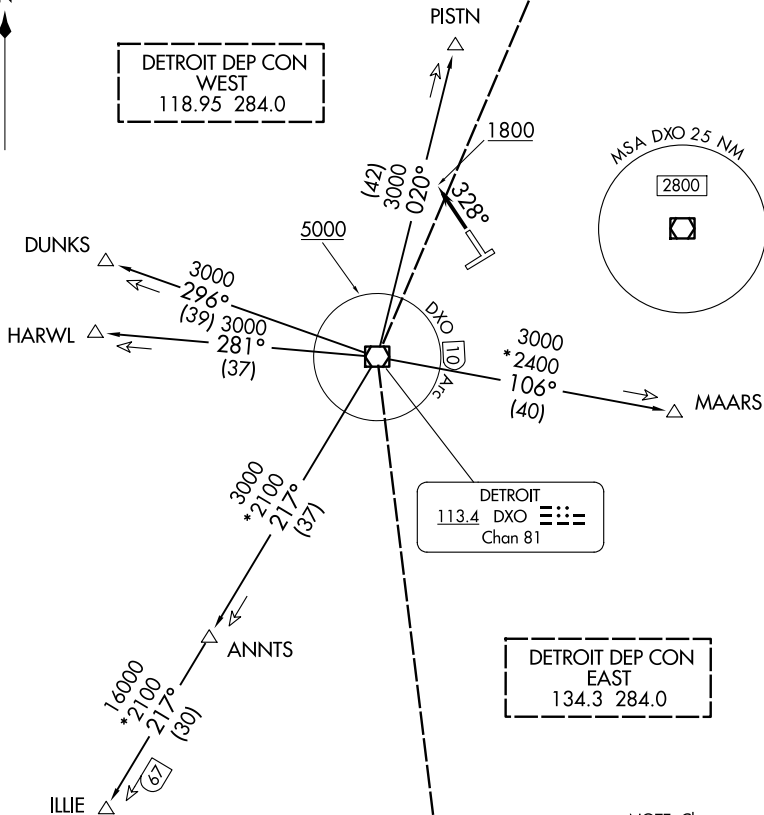 N
PISTN
DETROIT DEP CON
WEST
118.95 284.0
1800
MSA DXO 25 NM
2800
(42)
3000
020°
328°
5000
DUNKS
3000
296°
(39)
HARWL
3000
281°
(37)
DXO 10 Arc
3000
*2400
106°
(40)
MAARS
3000
*2100
217°
(37)
DETROIT
113.4 DXO
Chan 81
ANNTS
DETROIT DEP CON
EAST
134.3 284.0
16000
*2100
217°
(30)
67
ILLIE